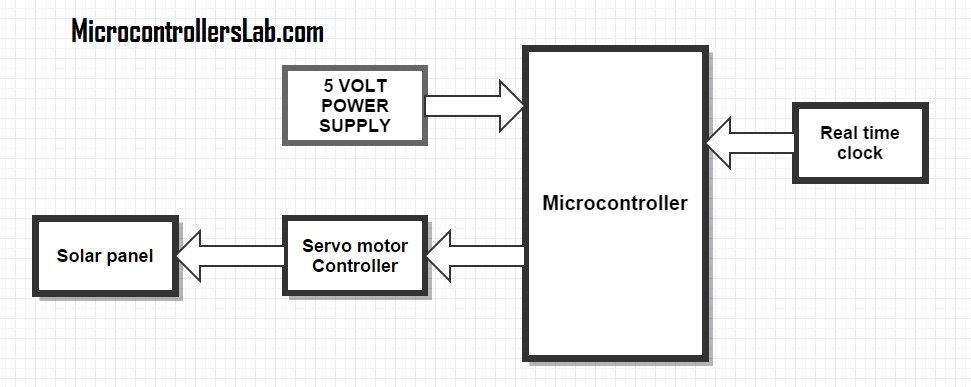 MicrocontrollersLab.com
5 VOLT
POWER
SUPPLY
Real time
clock
Microcontroller
Solar panel
Servo motor
Controller